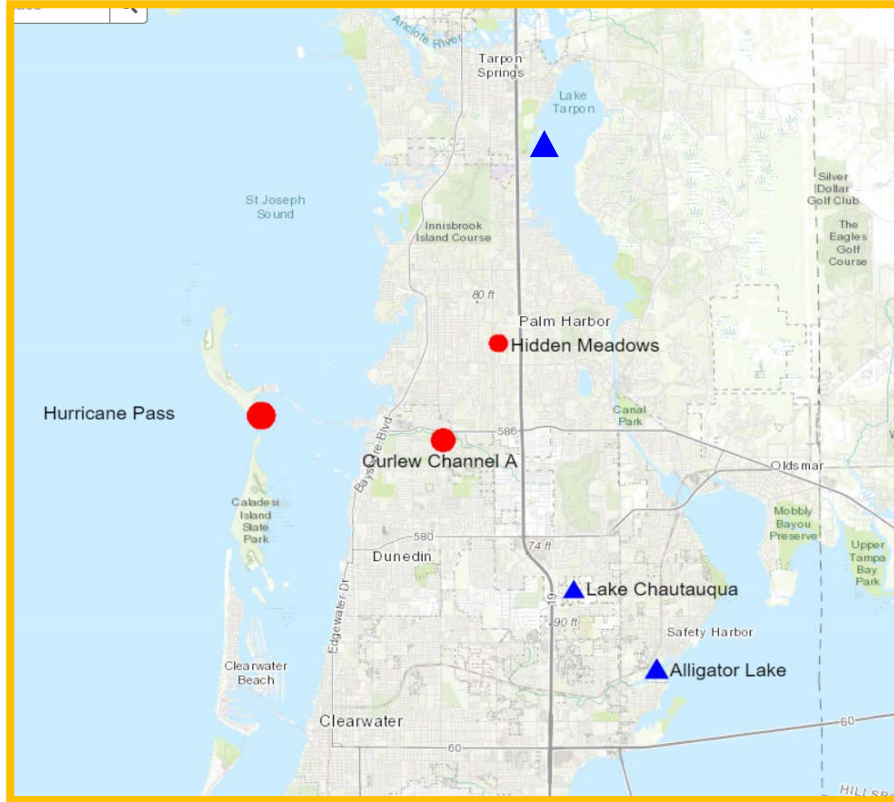 Anclote River
Tarpon
Springs
Lake
Tarpon
St Joseph
Sound
Silver
Dollar
Golf Club
The
Eagles
Golf
Course
Innisbrook
Island Course
80 ft
Palm Harbor
Hidden Meadows
Hurricane Pass
Canal
Park
586
Bayshore Blvd
Curlew Channel A
Oldsmar
Caladesi
Island
State
Park
Mobbly
Bayou
Preserve
580
74 ft
Upper
Tampa
Bay
Park
Dunedin
Edgewater Dr
19
Lake Chautauqua
90 ft
Safety Harbor
Clearwater
Beach
Alligator Lake
Clearwater
60
60